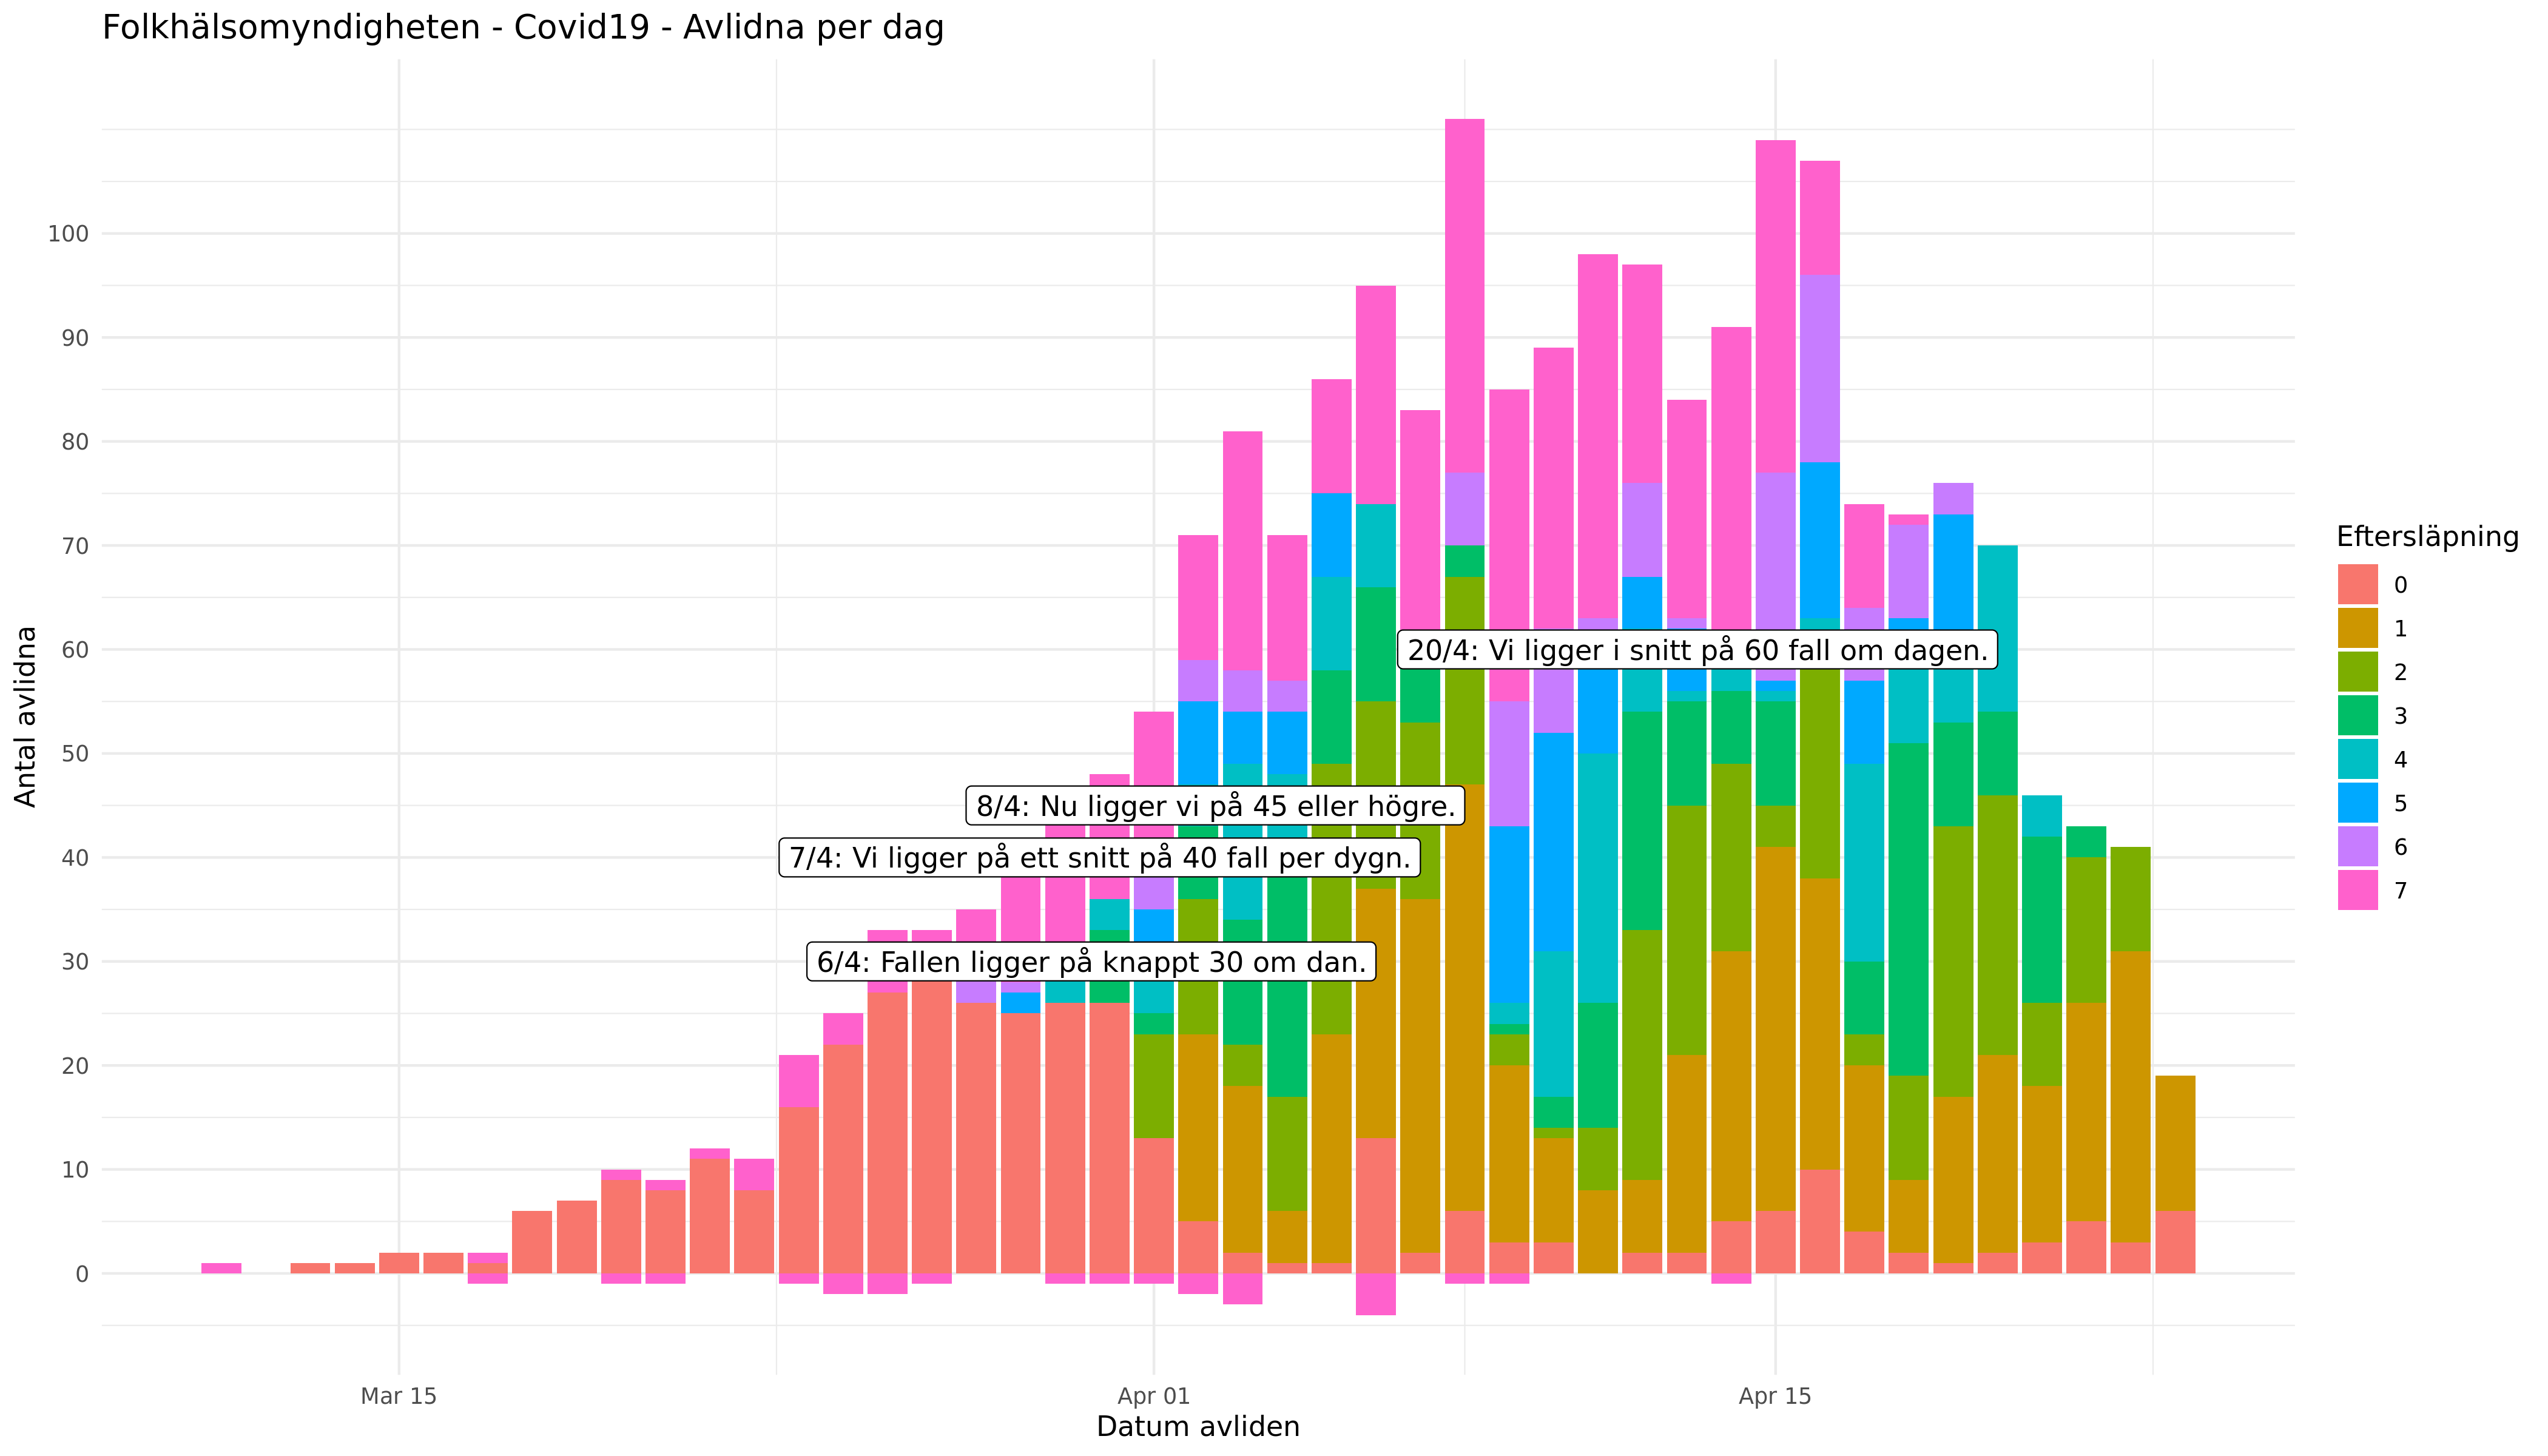 Folkhälsomyndigheten - Covid19 - Avlidna per dag
100
90
80
70
60
50
40
30
20
10
0
Antal avlidna
20/4: Vi ligger i snitt på 60 fall om dagen.
8/4: Nu ligger vi på 45 eller högre.
7/4: Vi ligger på ett snitt på 40 fall per dygn.
6/4: Fallen ligger på knappt 30 om dan.
Mar 15
Apr 01
Apr 15
Datum avliden
Eftersläpning
0
1
2
3
4
5
6
7